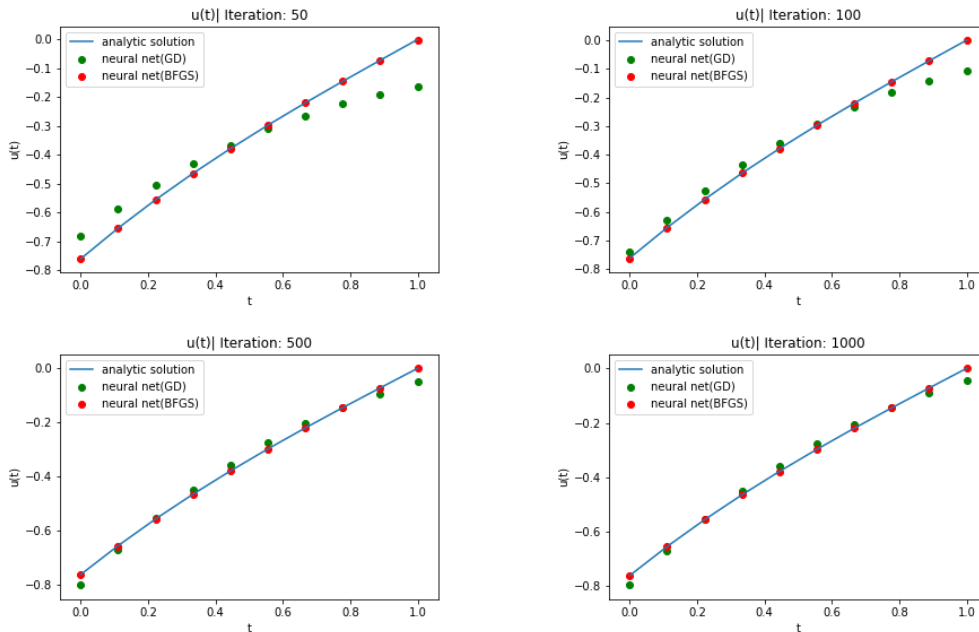 u(t)| Iteration: 50
analytic solution
neural net(GD)
neural net(BFGS)
0.0
−0.1
−0.2
−0.3
−0.4
−0.5
−0.6
−0.7
−0.8
u(t)
0.0 0.2 0.4 0.6 0.8 1.0
t
u(t)| Iteration: 100
analytic solution
neural net(GD)
neural net(BFGS)
0.0
−0.1
−0.2
−0.3
−0.4
−0.5
−0.6
−0.7
−0.8
u(t)
0.0 0.2 0.4 0.6 0.8 1.0
t
u(t)| Iteration: 500
analytic solution
neural net(GD)
neural net(BFGS)
0.0
−0.2
−0.4
−0.6
−0.8
u(t)
0.0 0.2 0.4 0.6 0.8 1.0
t
u(t)| Iteration: 1000
analytic solution
neural net(GD)
neural net(BFGS)
0.0
−0.2
−0.4
−0.6
−0.8
u(t)
0.0 0.2 0.4 0.6 0.8 1.0
t